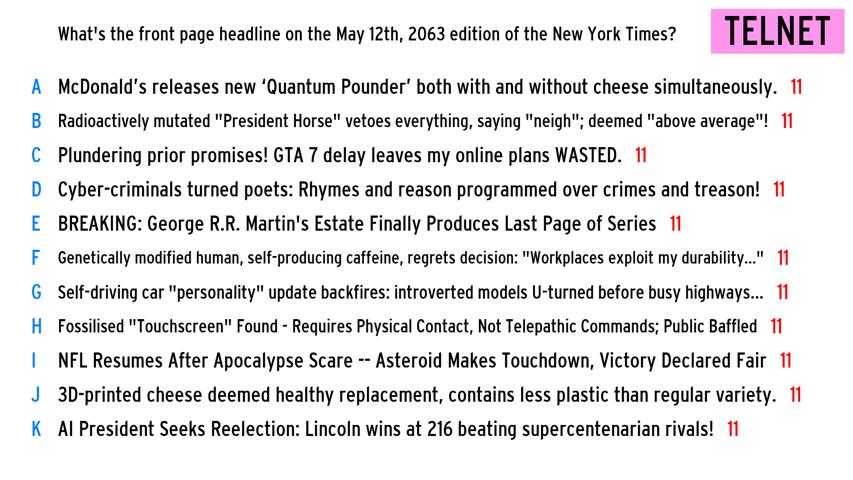 What's the front page headline on the May 12th, 2063 edition of the New York Times? TELNET
A McDonald’s releases new ‘Quantum Pounder’ both with and without cheese simultaneously. 11
B Radioactively mutated "President Horse" vetoes everything, saying "neigh"; deemed "above average"! 11
C Plundering prior promises! GTA 7 delay leaves my online plans WASTED. 11
D Cyber-criminals turned poets: Rhymes and reason programmed over crimes and treason! 11
E BREAKING: George R.R. Martin's Estate Finally Produces Last Page of Series 11
F Genetically modified human, self-producing caffeine, regrets decision: "Workplaces exploit my durability..." 11
G Self-driving car "personality" update backfires: introverted models U-turned before busy highways... 11
H Fossilised "Touchscreen" Found - Requires Physical Contact, Not Telepathic Commands; Public Baffled 11
I NFL Resumes After Apocalypse Scare -- Asteroid Makes Touchdown, Victory Declared Fair 11
J 3D-printed cheese deemed healthy replacement, contains less plastic than regular variety. 11
K AI President Seeks Reelection: Lincoln wins at 216 beating supercentenarian rivals! 11